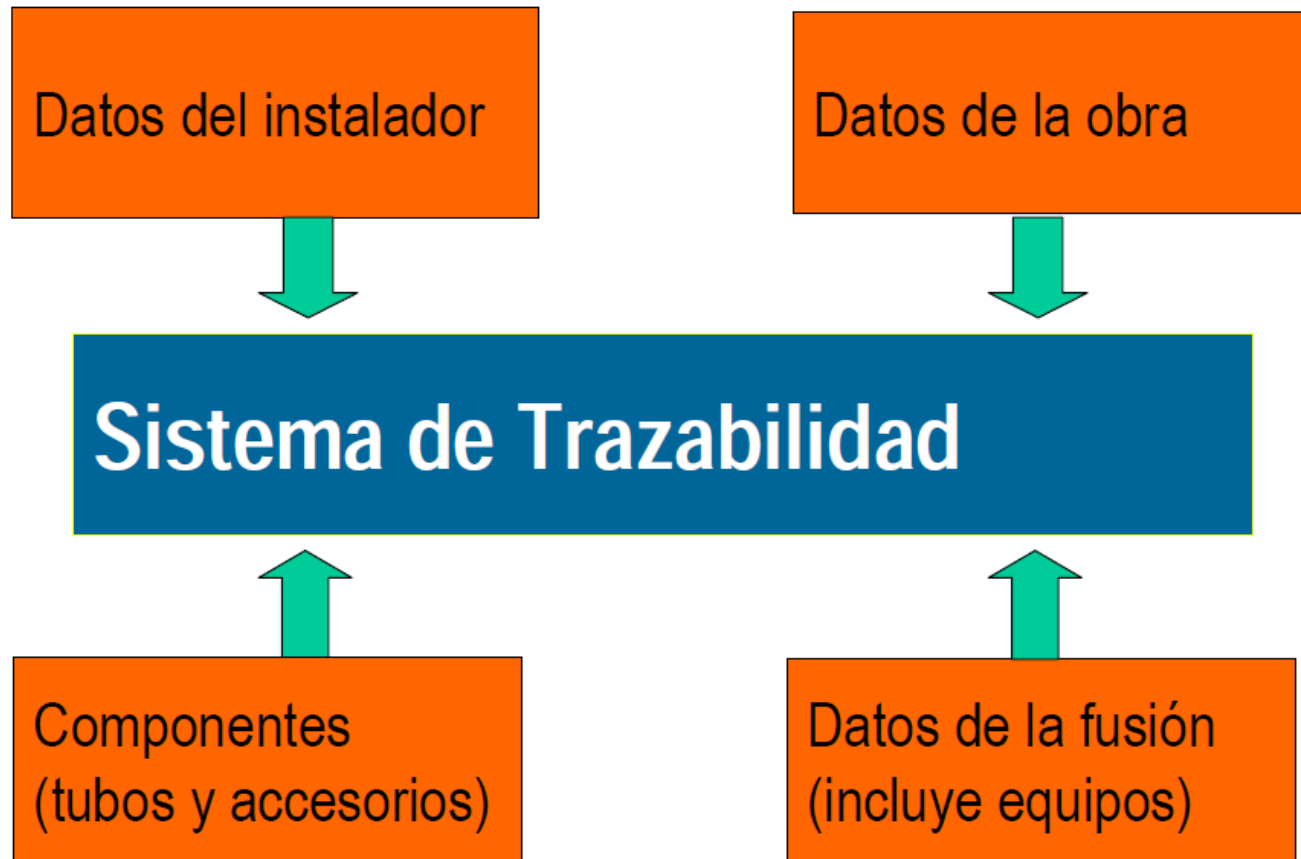 Datos del instalador
Datos de la obra
Sistema de Trazabilidad
Componentes
(tubos y accesorios)
Datos de la fusión
(incluye equipos)